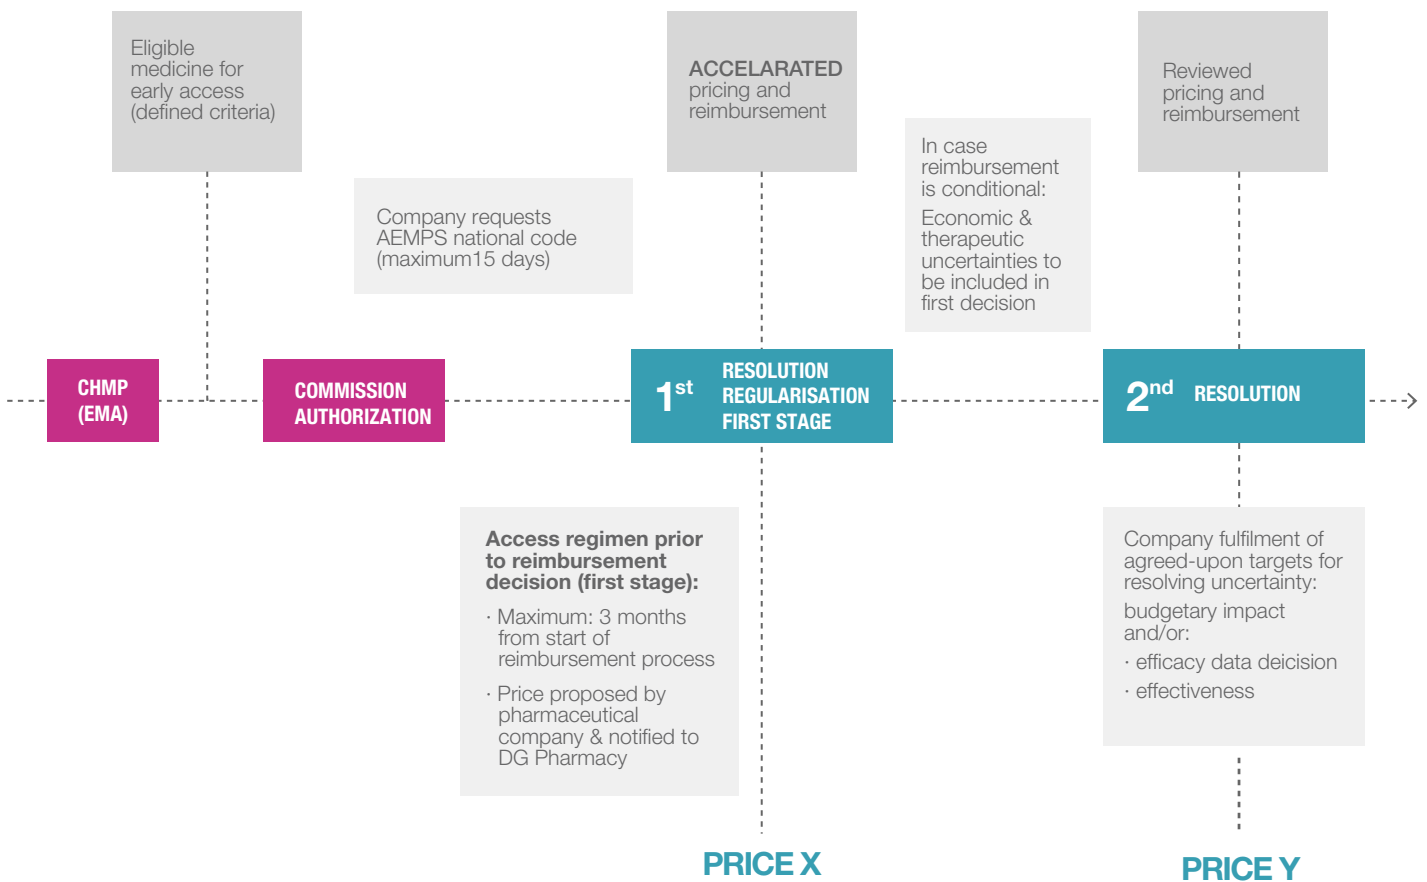 Eligible
medicine for
early access
(defined criteria)
ACCELARATED
pricing and
reimbursement
Reviewed
pricing and
reimbursement
Company requests
AEMPS national code
(maximum15 days)
In case
reimbursement
is conditional:
Economic &
therapeutic
uncertainties to
be included in
first decision
CHMP
(EMA)
COMMISSION
AUTHORIZATION
1st
RESOLUTION
REGULARISATION
FIRST STAGE
2nd RESOLUTION
Access regimen prior
to reimbursement
decision (first stage):
· Maximum: 3 months
from start of
reimbursement process
· Price proposed by
pharmaceutical
company & notified to
DG Pharmacy
Company fulfilment of
agreed-upon targets for
resolving uncertainty:
budgetary impact
and/or:
· efficacy data deicision
· effectiveness
PRICE X
PRICE Y